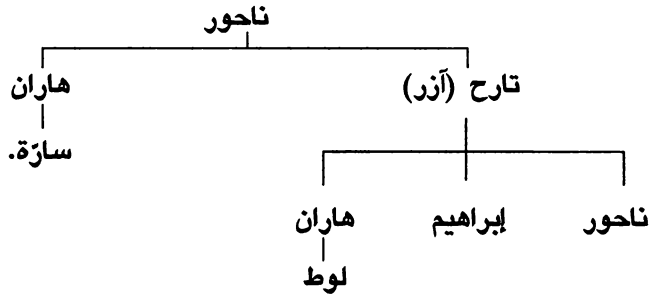 ناحور
تارح (آزر) هاران
سارّة.
ناحور إبراهيم هاران
لوط